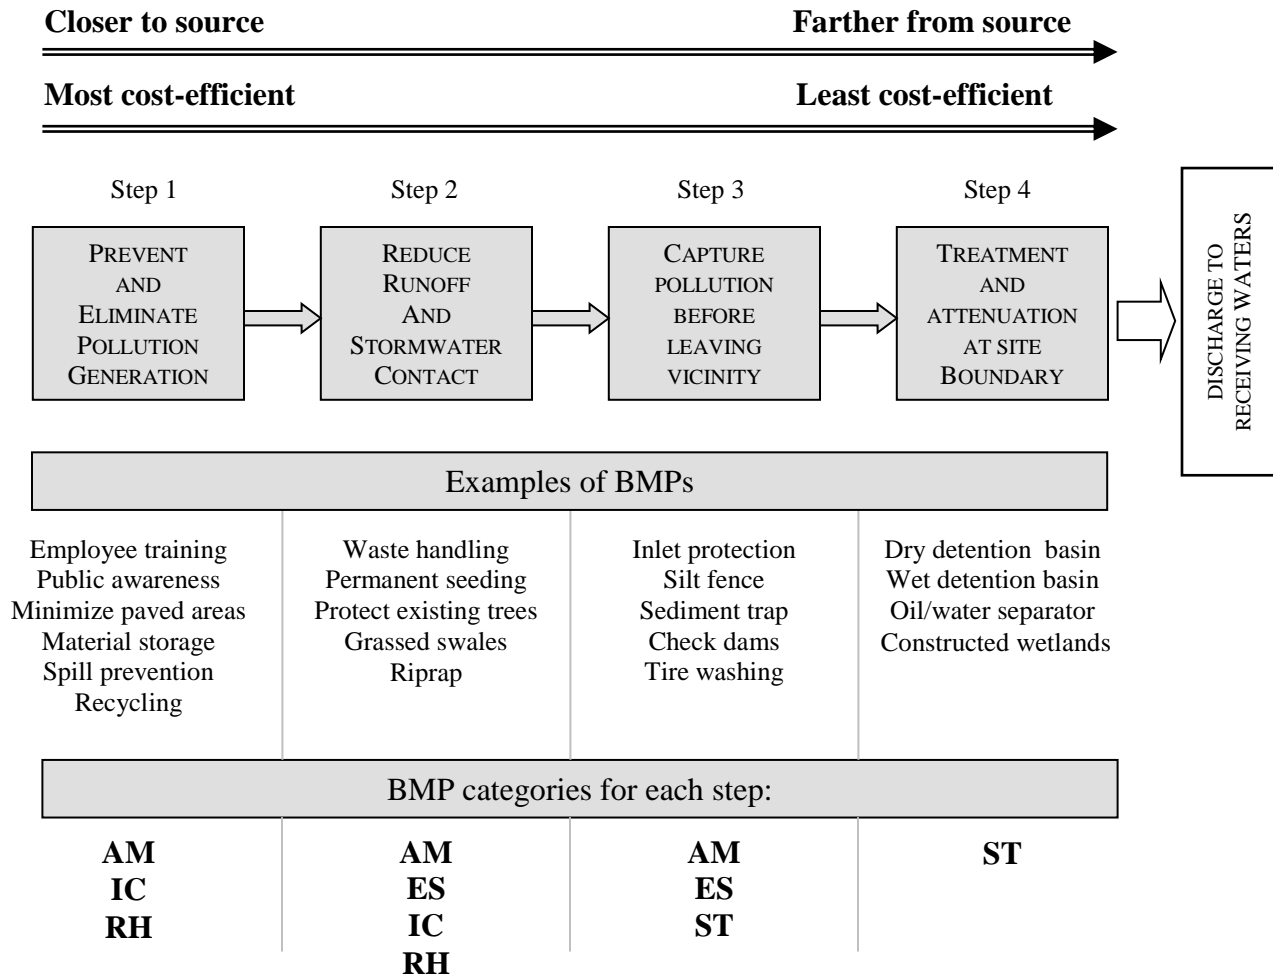 Closer to source
Farther from source
Most cost-efficient
Least cost-efficient
Step 1
Step 2
Step 3
Step 4
PREVENT
AND
ELIMINATE
POLLUTION
GENERATION
REDUCE
RUNOFF
AND
STORMWATER
CONTACT
CAPTURE
POLLUTION
BEFORE
LEAVING
VICINITY
TREATMENT
AND
ATTENUATION
AT SITE
BOUNDARY
DISCHARGE TO
RECEIVING WATERS
Examples of BMPs
Employee training
Public awareness
Minimize paved areas
Material storage
Spill prevention
Recycling
Waste handling
Permanent seeding
Protect existing trees
Grassed swales
Riprap
Inlet protection
Silt fence
Sediment trap
Check dams
Tire washing
Dry detention basin
Wet detention basin
Oil/water separator
Constructed wetlands
BMP categories for each step:
AM
IC
RH
AM
ES
IC
RH
AM
ES
ST
ST